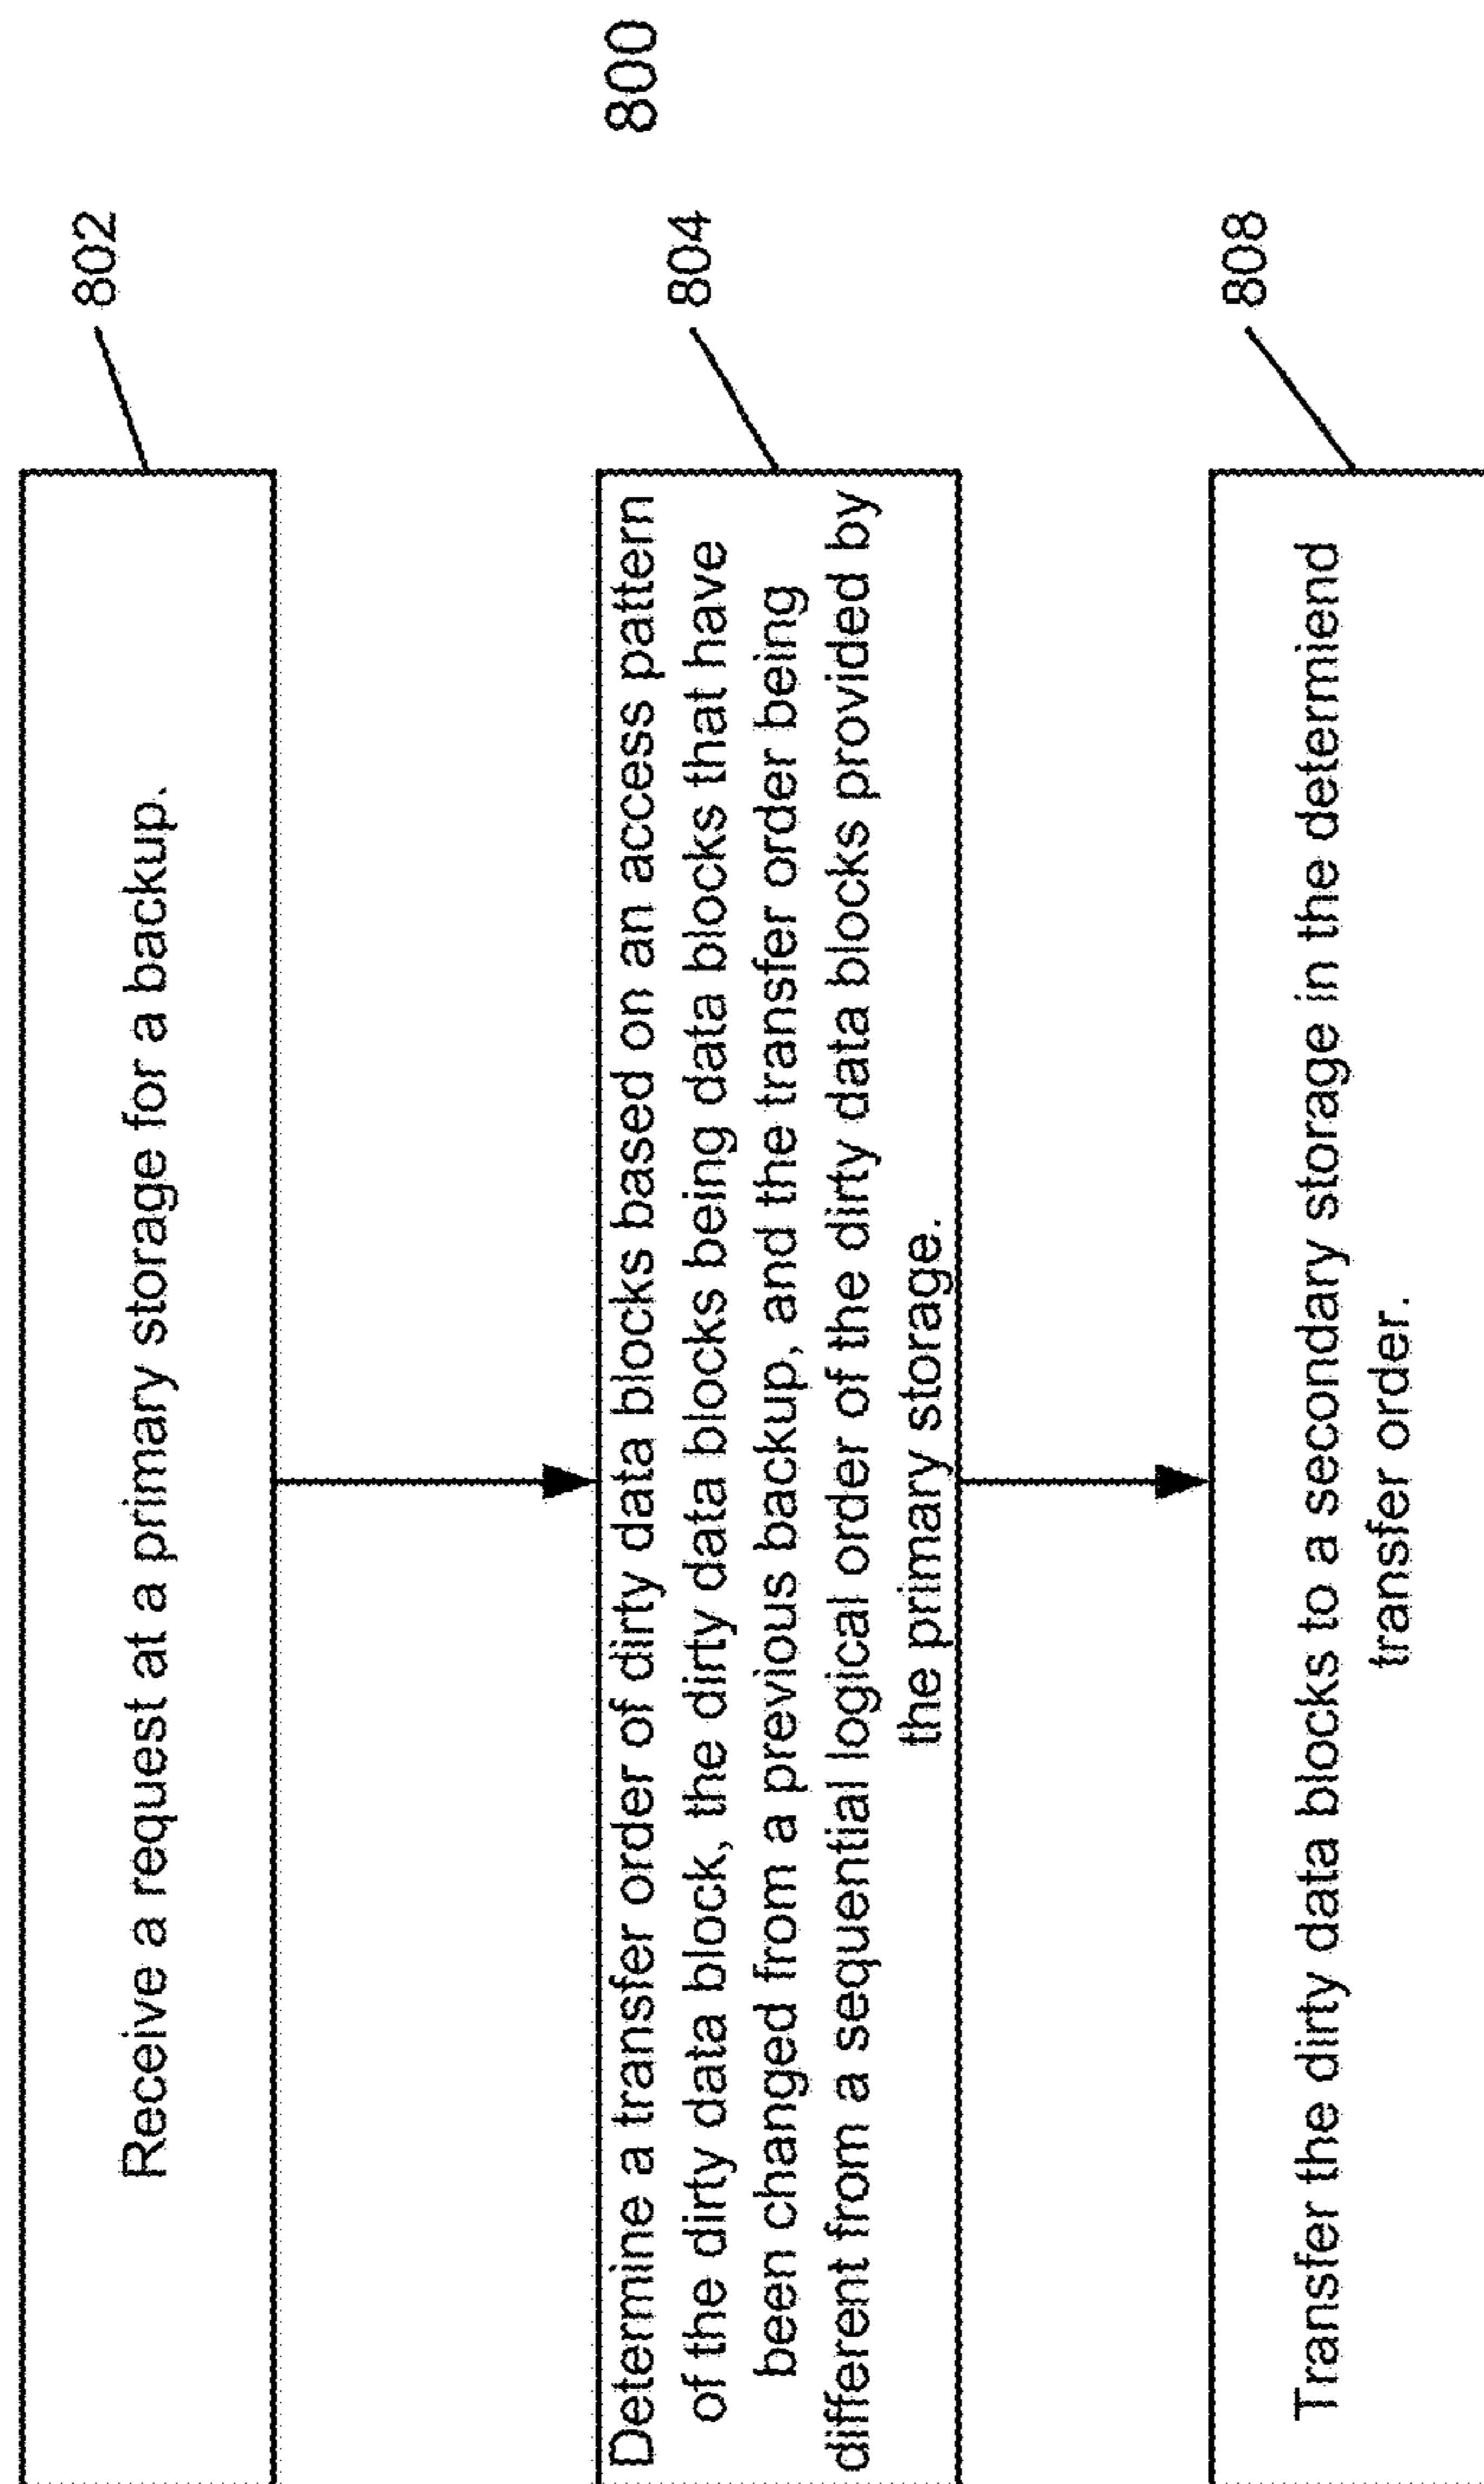 800
802
Receive a request at a primary storage for a backup.
804
Determine a transfer order of dirty data blocks based on an access pattern
of the dirty data block, the dirty data blocks being data blocks that have
been changed from a previous backup, and the transfer order being
different from a sequential logical order of the dirty data blocks provided by
the primary storage.
808
Transfer the dirty data blocks to a secondary storage in the determiend
transfer order.